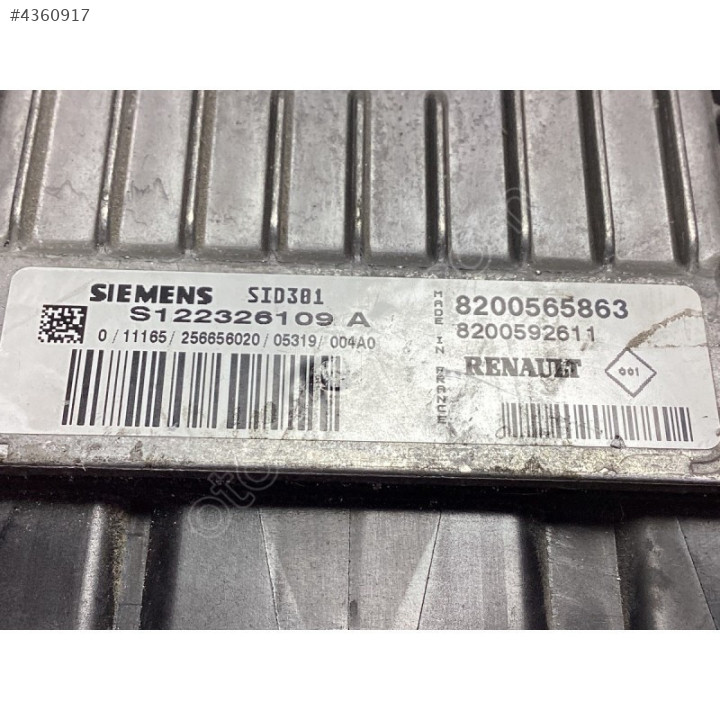 #4360917
SIEMENS SID301
S122326109 A
0/11165/256656020/05319/004A0
MADE IN FRANCE
8200565863
8200592611
RENAULT
001